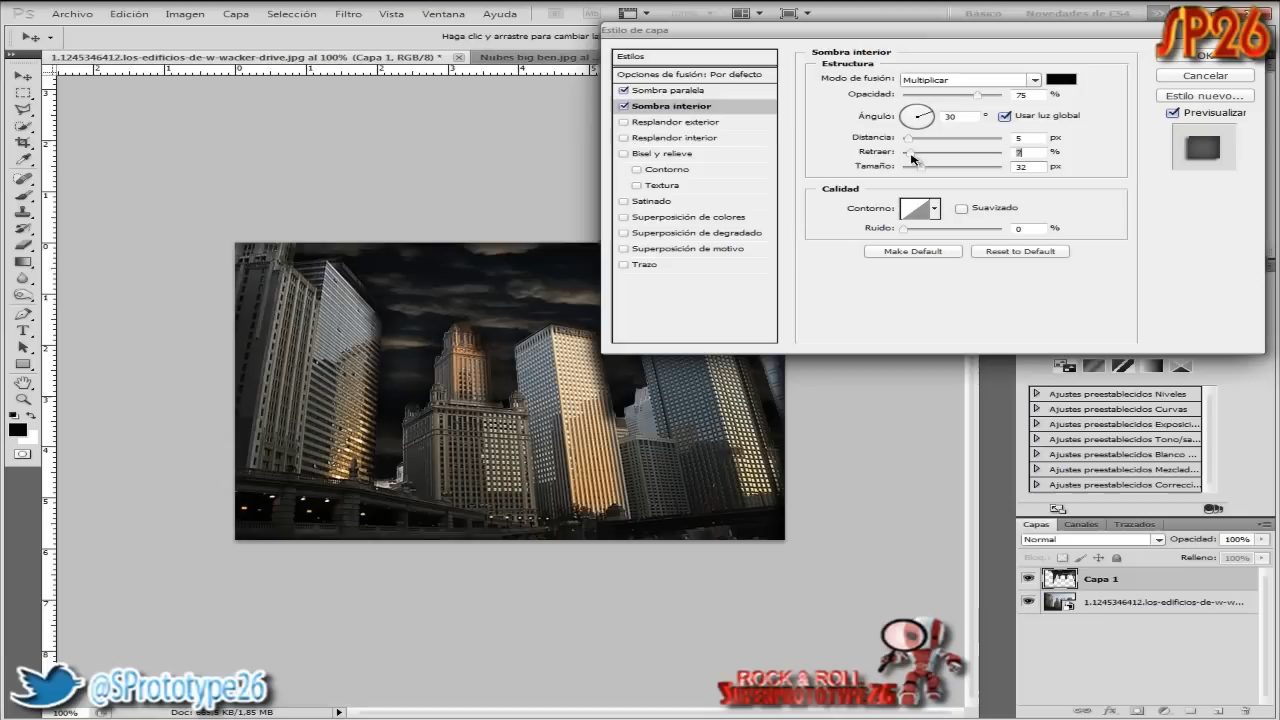 Ps Archivo Edición Imagen Capa Selección Filtro Vista Ventana Ayuda
Básico Novedades de CS4
SP26
Haga clic y arrastre para cambiar la
Estilo de capa
1.1245346412.los-edificios-de-w-wacker-drive.jpg al 100% (Capa 1, RGB/8) *
Nubes big ben.jpg al ...
Estilos
Opciones de fusión: Por defecto
Sombra paralela
Sombra interior
Resplandor exterior
Resplandor interior
Bisel y relieve
Contorno
Textura
Satinado
Superposición de colores
Superposición de degradado
Superposición de motivo
Trazo
Sombra interior
Estructura
Modo de fusión: Multiplicar
Opacidad: 75 %
Ángulo: 30 ° Usar luz global
Distancia: 5 px
Retraer: %
Tamaño: 32 px
Calidad
Contorno: Suavizado
Ruido: 0 %
Make Default Reset to Default
OK
Cancelar
Estilo nuevo...
Previsualizar
Ajustes preestablecidos Niveles
Ajustes preestablecidos Curvas
Ajustes preestablecidos Exposici...
Ajustes preestablecidos Tono/sa...
Ajustes preestablecidos Blanco ...
Ajustes preestablecidos Mezclad...
Ajustes preestablecidos Correcci...
Capas Canales Trazados
Normal Opacidad: 100%
Bloq.: Relleno: 100%
Capa 1
1.1245346412.los-edificios-de-w-w...
@SPrototype26
ROCK & ROLL
SUPERPROTOTYPE26
100% Doc: 685,5 KB/1,85 MB